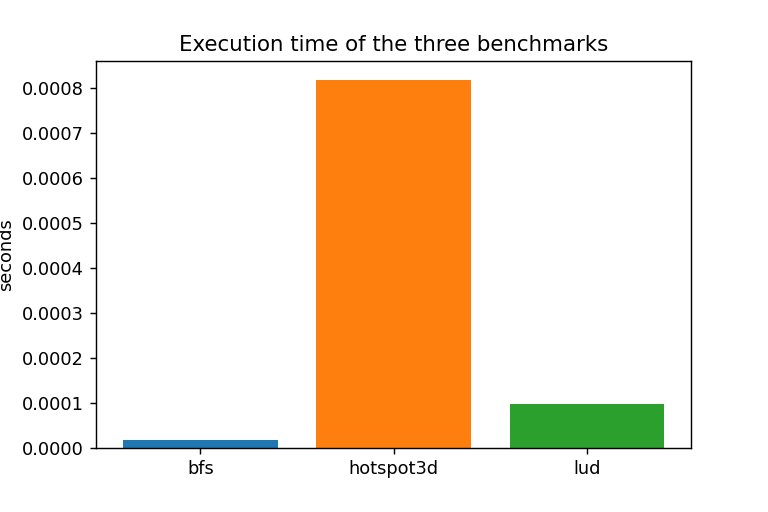 Execution time of the three benchmarks
seconds
0.0008
0.0007
0.0006
0.0005
0.0004
0.0003
0.0002
0.0001
0.0000
bfs
hotspot3d
lud